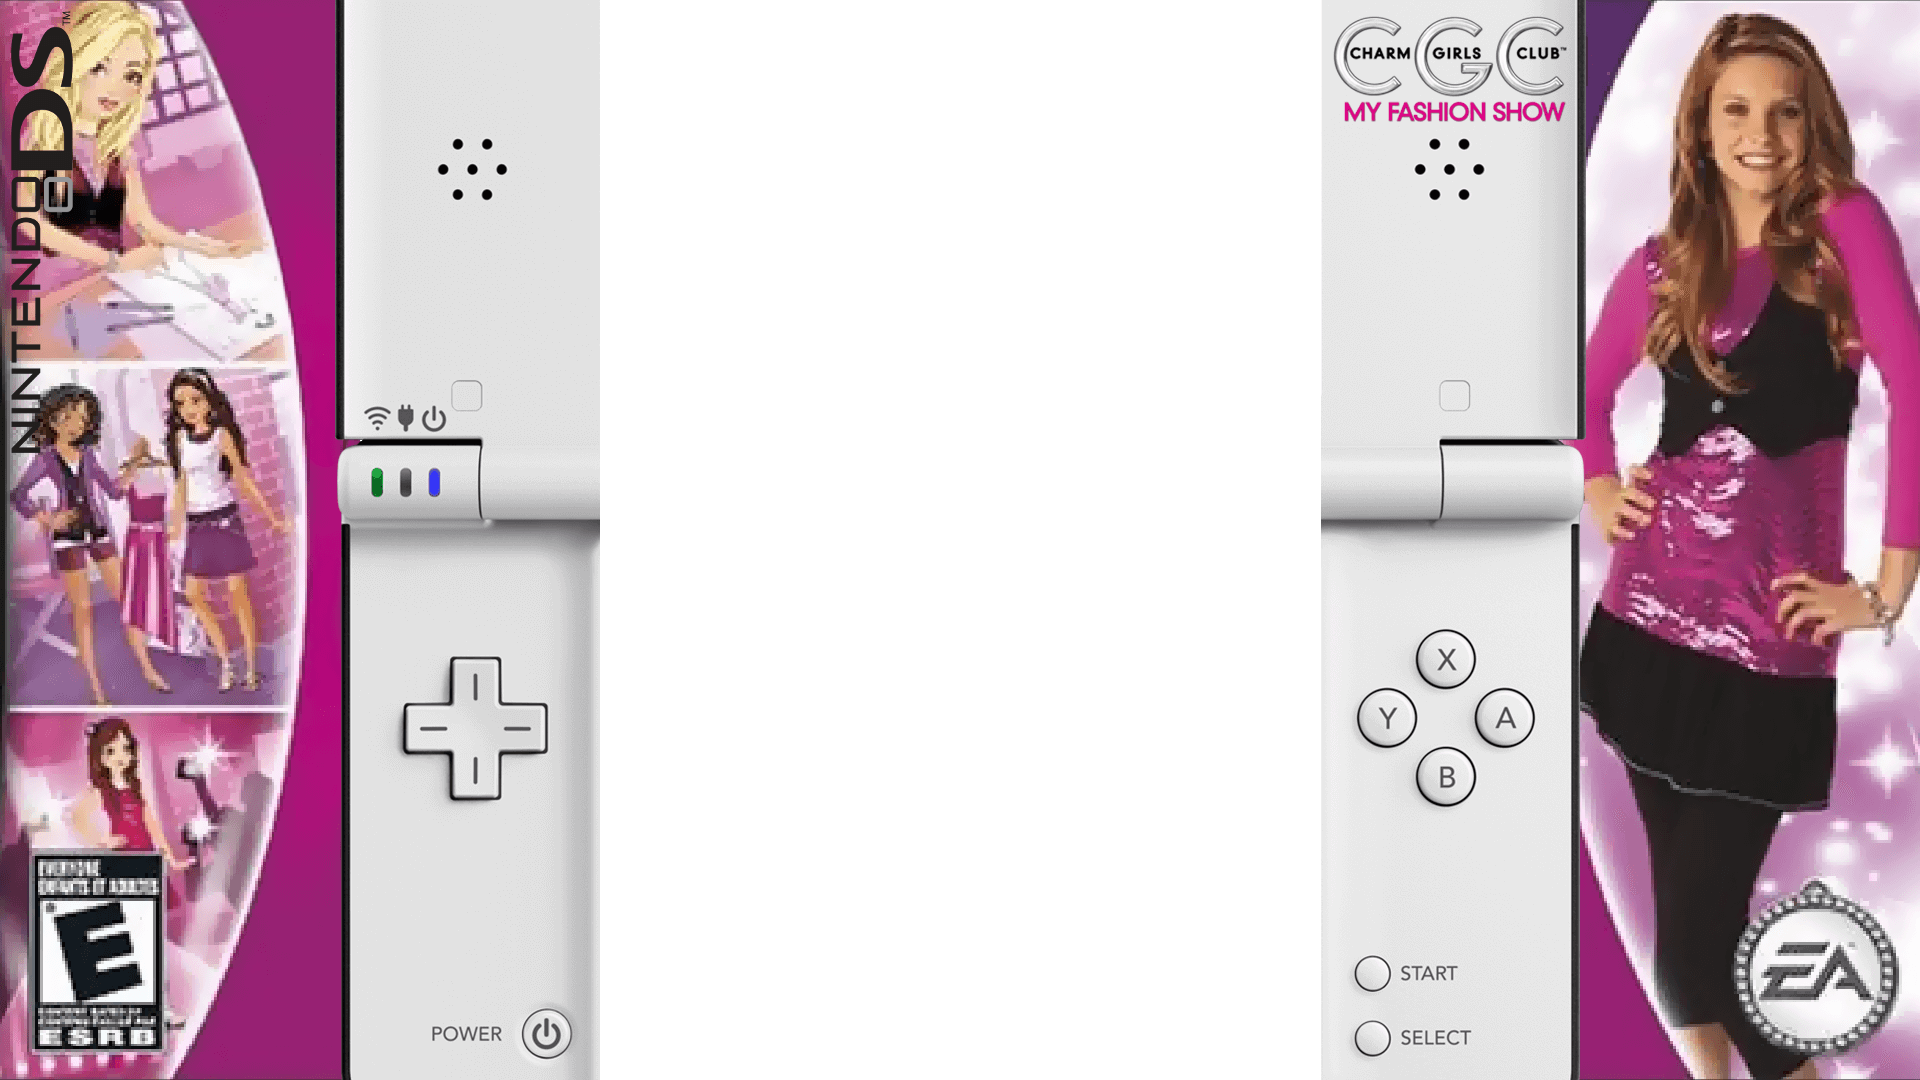 NINTENDO DS™
CHARM GIRLS CLUB™
MY FASHION SHOW
X
Y
A
B
START
SELECT
POWER
EVERYONE
E
ESRB
EA